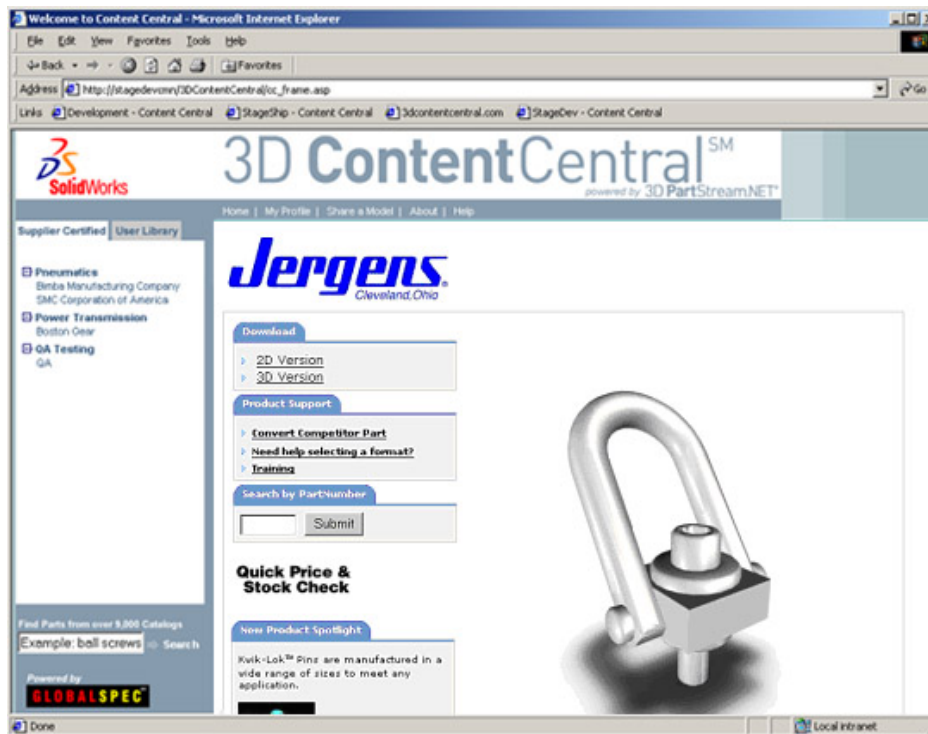 Welcome to Content Central - Microsoft Internet Explorer
File Edit View Favorites Tools Help
Back Favorites
Address http://stagedevcmn/3DContentCentral/cc_frame.asp Go
Links Development - Content Central StageShip - Content Central 3dcontentcentral.com StageDev - Content Central
SolidWorks
3D ContentCentral SM
powered by 3D PartStream.NET
Home | My Profile | Share a Model | About | Help
Supplier Certified User Library
Pneumatics
Bimba Manufacturing Company
SMC Corporation of America
Power Transmission
Boston Gear
QA Testing
QA
Find Parts from over 9,000 Catalogs
Example: ball screws Search
Powered by
GLOBALSPEC
Jergens.
Cleveland,Ohio
Download
2D Version
3D Version
Product Support
Convert Competitor Part
Need help selecting a format?
Training
Search by PartNumber
Submit
Quick Price &
Stock Check
New Product Spotlight
Kwik-Lok™ Pins are manufactured in a
wide range of sizes to meet any
application.
Done Local intranet